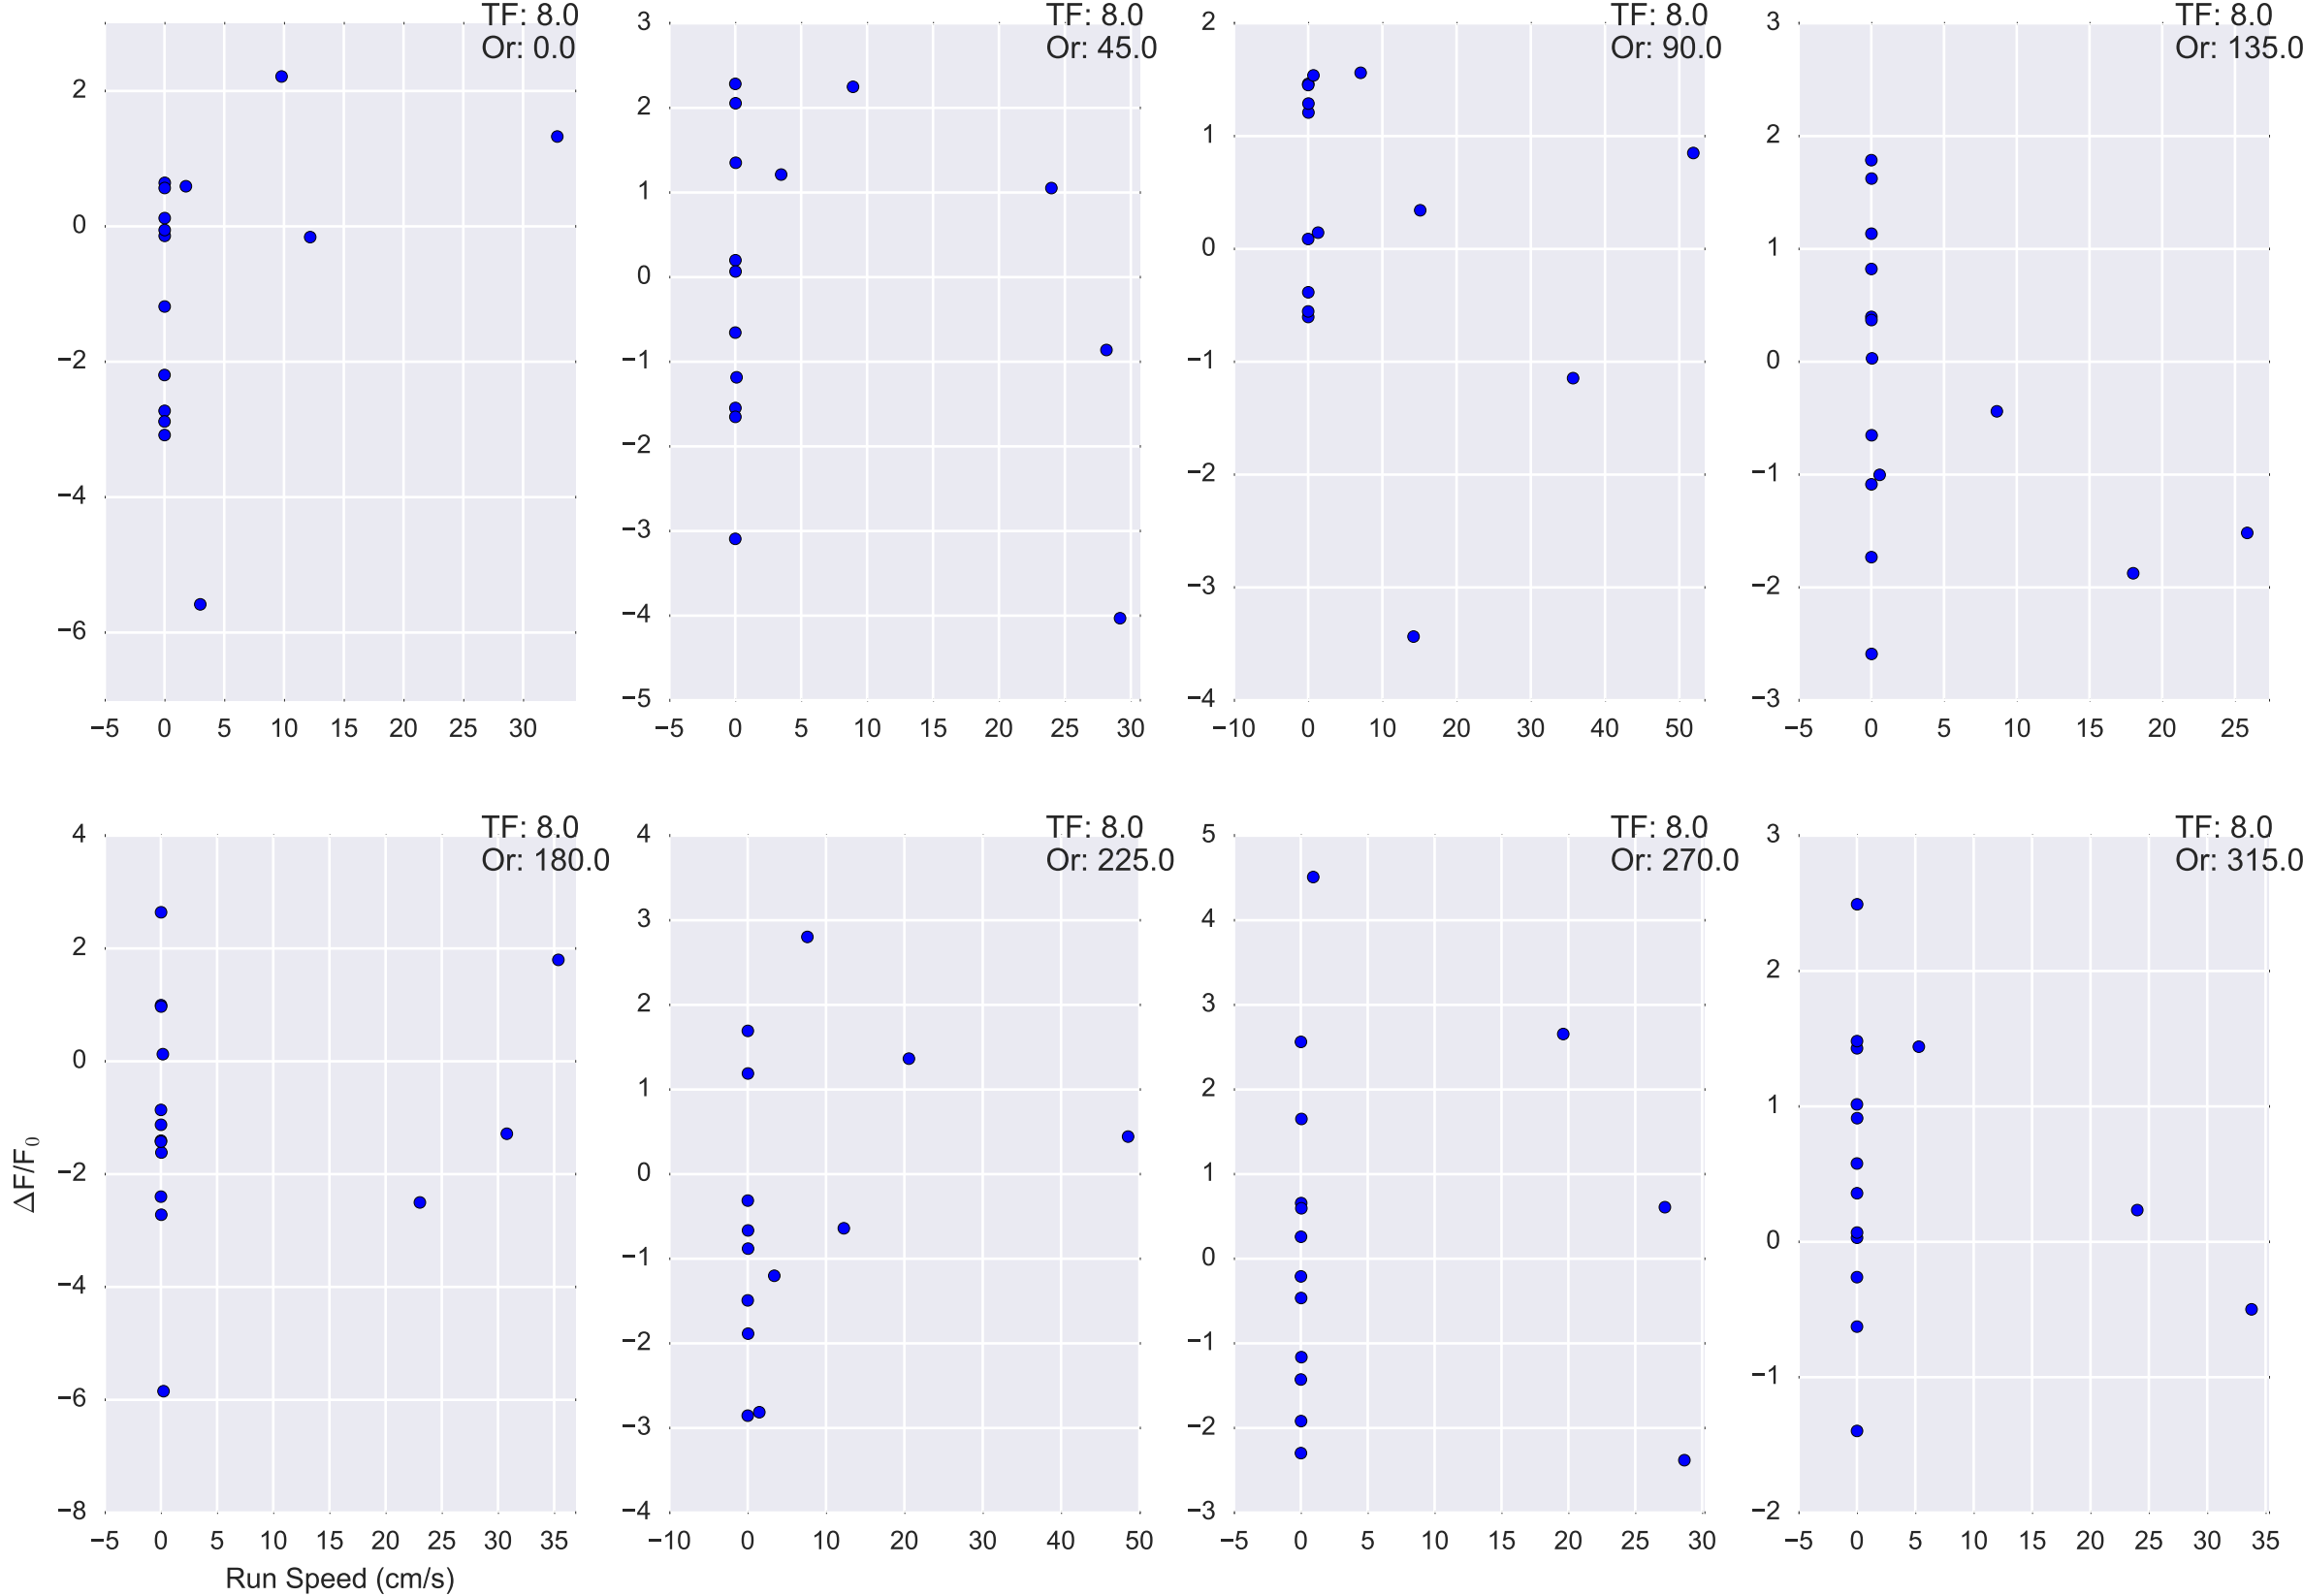 TF: 8.0
Or: 0.0
2
0
−2
−4
−6
−5 0 5 10 15 20 25 30
TF: 8.0
Or: 45.0
3
2
1
0
−1
−2
−3
−4
−5
−5 0 5 10 15 20 25 30
TF: 8.0
Or: 90.0
2
1
0
−1
−2
−3
−4
−10 0 10 20 30 40 50
TF: 8.0
Or: 135.0
3
2
1
0
−1
−2
−3
−5 0 5 10 15 20 25
TF: 8.0
Or: 180.0
4
2
0
−2
−4
−6
−8
−5 0 5 10 15 20 25 30 35
Run Speed (cm/s)
ΔF/F₀
TF: 8.0
Or: 225.0
4
3
2
1
0
−1
−2
−3
−4
−10 0 10 20 30 40 50
TF: 8.0
Or: 270.0
5
4
3
2
1
0
−1
−2
−3
−5 0 5 10 15 20 25 30
TF: 8.0
Or: 315.0
3
2
1
0
−1
−2
−5 0 5 10 15 20 25 30 35